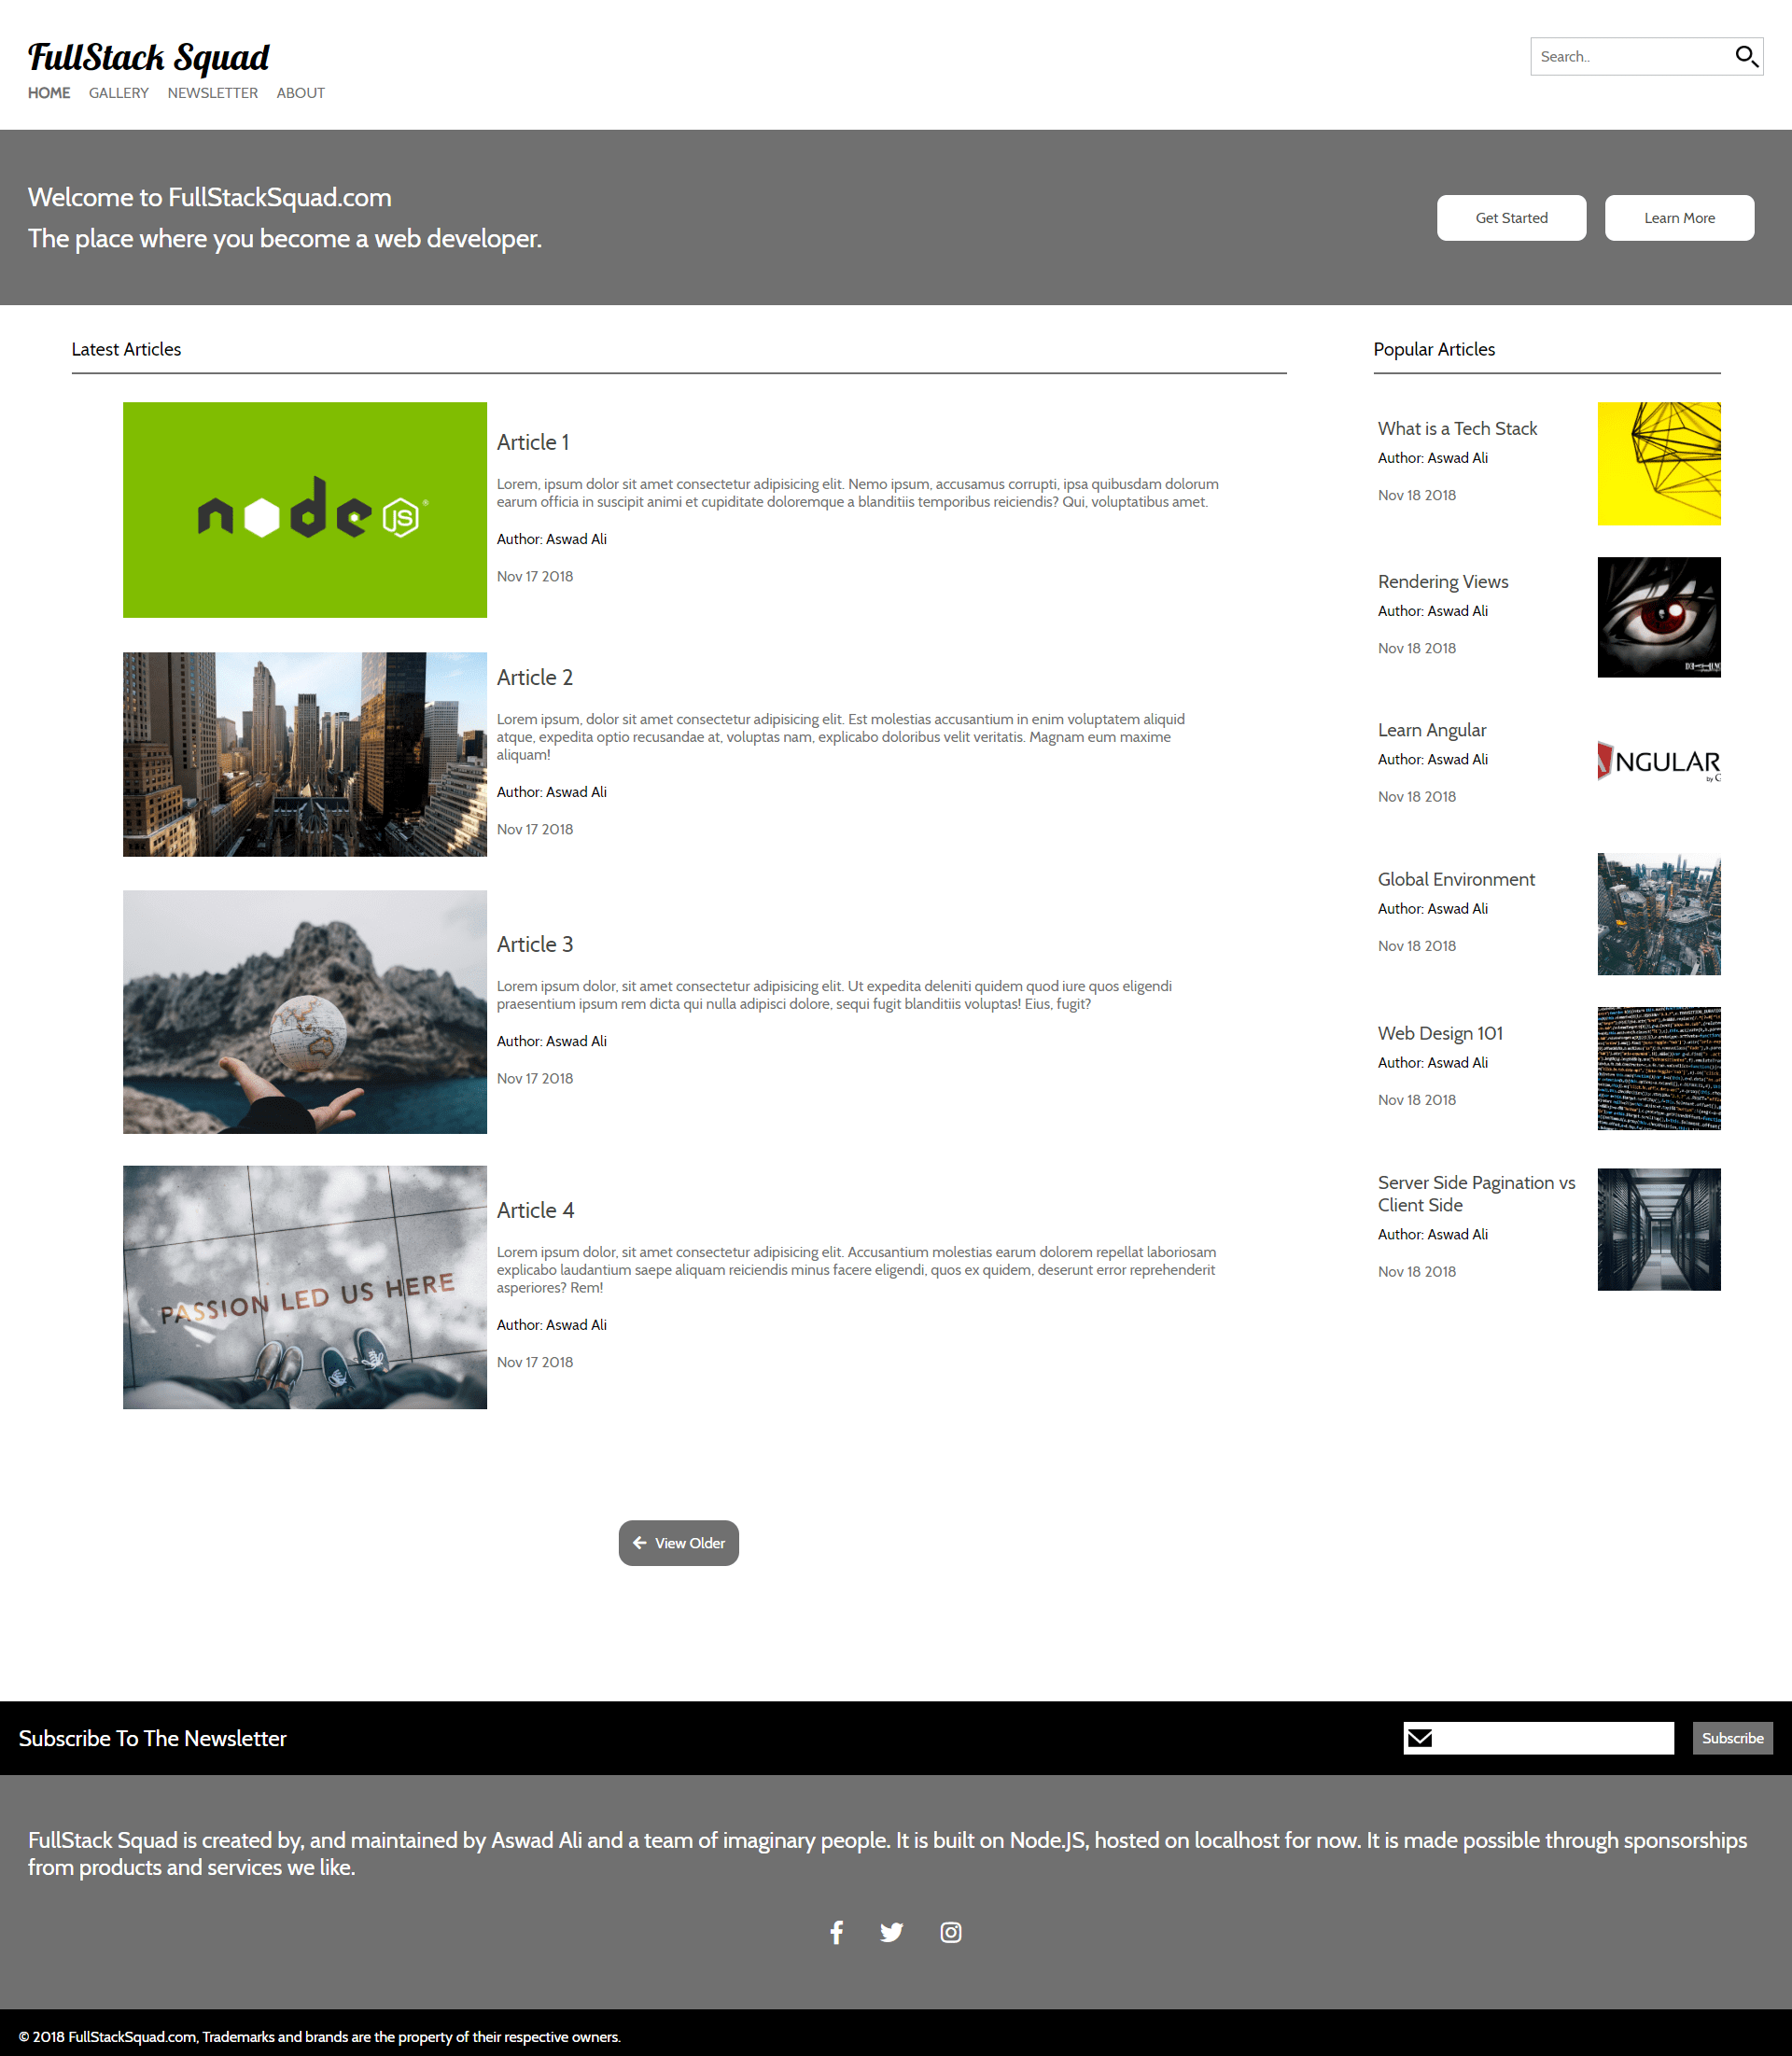 FullStack Squad
Search..
HOME GALLERY NEWSLETTER ABOUT
Welcome to FullStackSquad.com
The place where you become a web developer.
Get Started
Learn More
Latest Articles
node JS ®
Article 1
Lorem, ipsum dolor sit amet consectetur adipisicing elit. Nemo ipsum, accusamus corrupti, ipsa quibusdam dolorum
earum officia in suscipit animi et cupiditate doloremque a blanditiis temporibus reiciendis? Qui, voluptatibus amet.
Author: Aswad Ali
Nov 17 2018
Article 2
Lorem ipsum, dolor sit amet consectetur adipisicing elit. Est molestias accusantium in enim voluptatem aliquid
atque, expedita optio recusandae at, voluptas nam, explicabo doloribus velit veritatis. Magnam eum maxime
aliquam!
Author: Aswad Ali
Nov 17 2018
Article 3
Lorem ipsum dolor, sit amet consectetur adipisicing elit. Ut expedita deleniti quidem quod iure quos eligendi
praesentium ipsum rem dicta qui nulla adipisci dolore, sequi fugit blanditiis voluptas! Eius, fugit?
Author: Aswad Ali
Nov 17 2018
PASSION LED US HERE
Article 4
Lorem ipsum dolor, sit amet consectetur adipisicing elit. Accusantium molestias earum dolorem repellat laboriosam
explicabo laudantium saepe aliquam reiciendis minus facere eligendi, quos ex quidem, deserunt error reprehenderit
asperiores? Rem!
Author: Aswad Ali
Nov 17 2018
View Older
Popular Articles
What is a Tech Stack
Author: Aswad Ali
Nov 18 2018
Rendering Views
Author: Aswad Ali
Nov 18 2018
Learn Angular
Author: Aswad Ali
Nov 18 2018
NGULAR
by G
Global Environment
Author: Aswad Ali
Nov 18 2018
Web Design 101
Author: Aswad Ali
Nov 18 2018
Server Side Pagination vs
Client Side
Author: Aswad Ali
Nov 18 2018
Subscribe To The Newsletter
Subscribe
FullStack Squad is created by, and maintained by Aswad Ali and a team of imaginary people. It is built on Node.JS, hosted on localhost for now. It is made possible through sponsorships
from products and services we like.
© 2018 FullStackSquad.com, Trademarks and brands are the property of their respective owners.